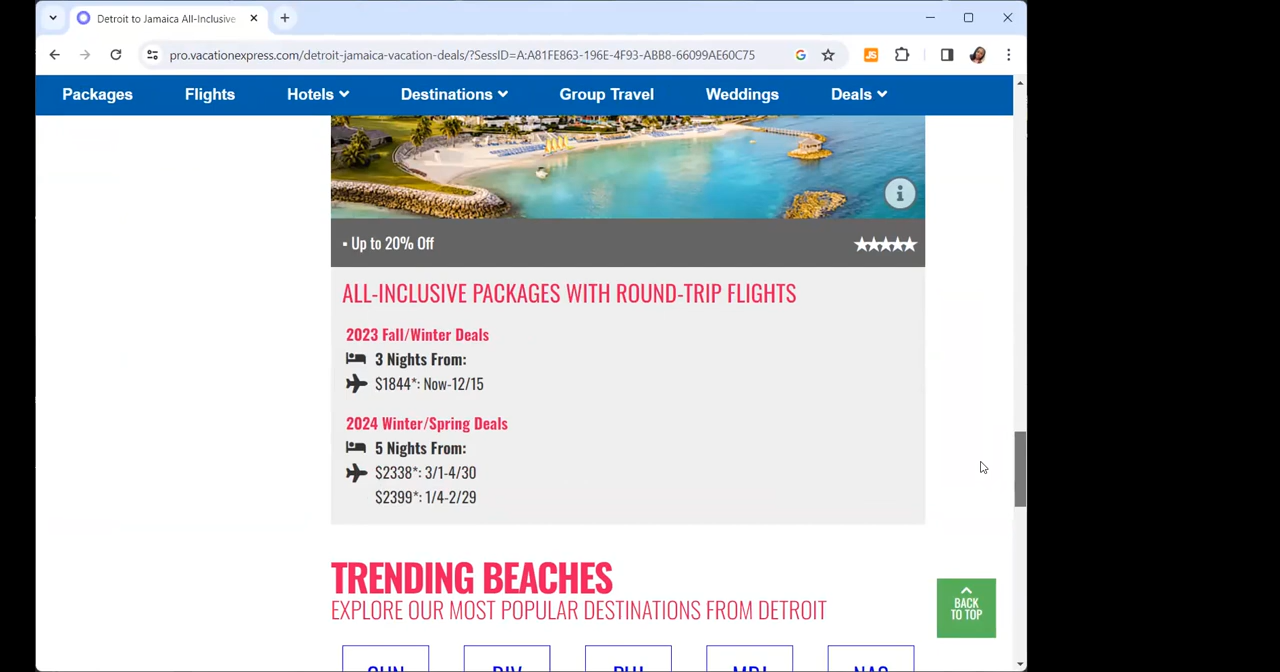 Detroit to Jamaica All-Inclusive
pro.vacationexpress.com/detroit-jamaica-vacation-deals/?SessID=A:A81FE863-196E-4F93-ABB8-66099AE60C75
JS
Packages Flights Hotels Destinations Group Travel Weddings Deals
i
▪ Up to 20% Off
ALL-INCLUSIVE PACKAGES WITH ROUND-TRIP FLIGHTS
2023 Fall/Winter Deals
3 Nights From:
$1844*: Now-12/15
2024 Winter/Spring Deals
5 Nights From:
$2338*: 3/1-4/30
$2399*: 1/4-2/29
TRENDING BEACHES
EXPLORE OUR MOST POPULAR DESTINATIONS FROM DETROIT
BACK
TO TOP